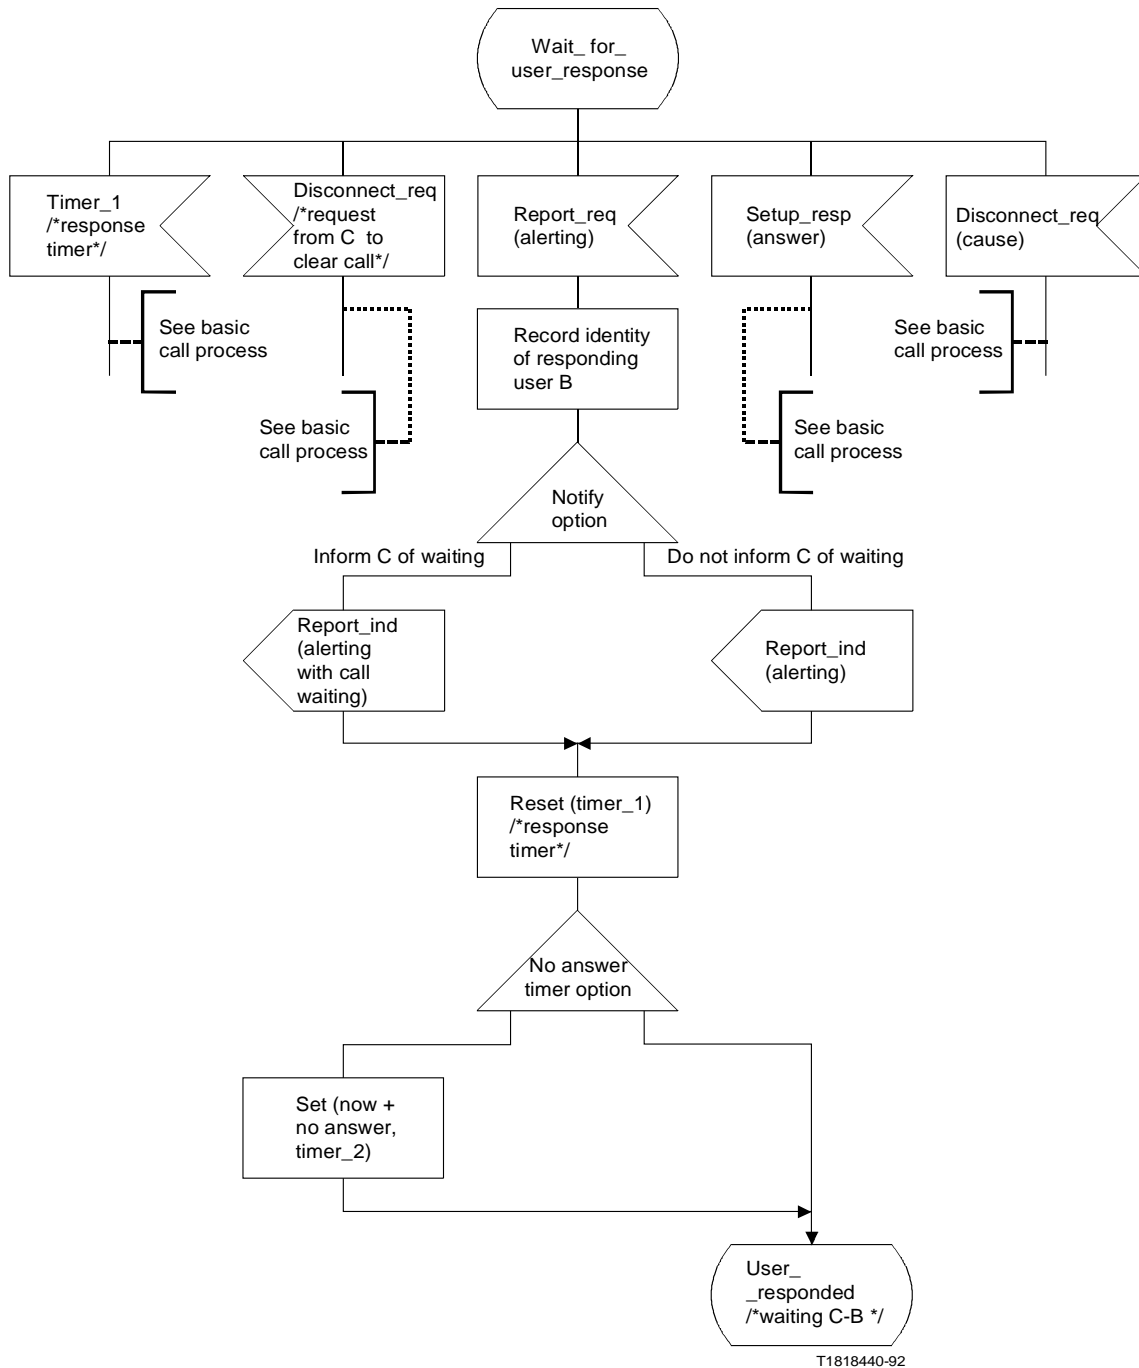 Wait_ for_
user_response
Timer_1
/*response
timer*/
Disconnect_req
/*request
from C to
clear call*/
Report_req
(alerting)
Setup_resp
(answer)
Disconnect_req
(cause)
See basic
call process
See basic
call process
Record identity
of responding
user B
See basic
call process
See basic
call process
Notify
option
Inform C of waiting
Do not inform C of waiting
Report_ind
(alerting
with call
waiting)
Report_ind
(alerting)
Reset (timer_1)
/*response
timer*/
No answer
timer option
Set (now +
no answer,
timer_2)
User_
_responded
/*waiting C-B */
T1818440-92